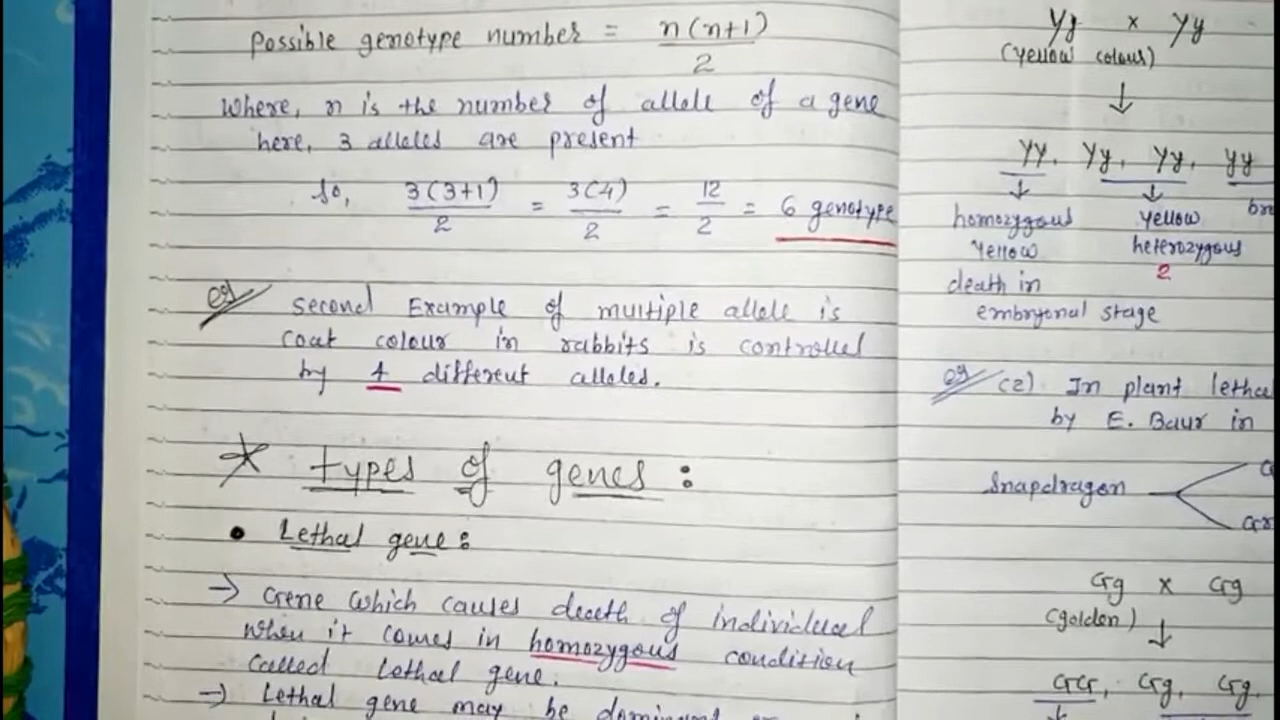 Possible genotype number = n(n+1)
2
Where, n is the number of allele of a gene
here, 3 alleles are present
So, 3(3+1) = 3(4) = 12 = 6 genotype
2 2 2
eg second Example of multiple allele is
coat colour in rabbits is controlled
by 4 different alleles.
* types of genes :
• Lethal gene :
→ Gene which causes death of individual
when it comes in homozygous condition
called lethal gene.
→ Lethal gene may be dominant
Yy × Yy
(yellow colour)
↓
YY, Yy, Yy, yy
↓ ↓
homozygous yellow
yellow heterozygous
death in 2
embryonal stage
eg (2) In plant
by E. Baur in
Snapdragon
Gg × Gg
(golden) ↓
GG, Gg, Gg.